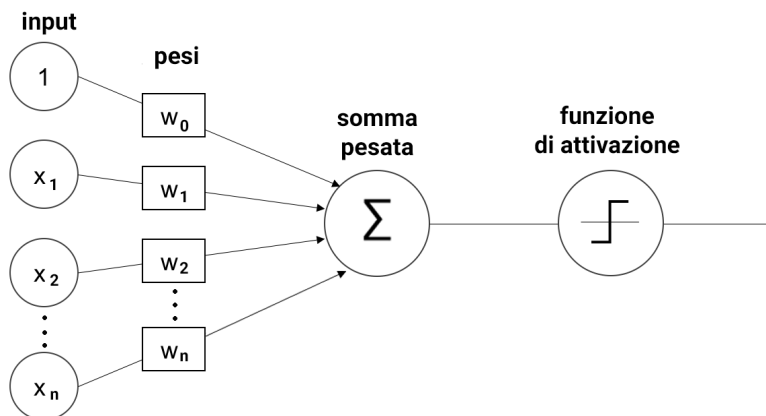 input
pesi
1
w0
somma
pesata
funzione
di attivazione
x1
w1
Σ
x2
w2
xn
wn